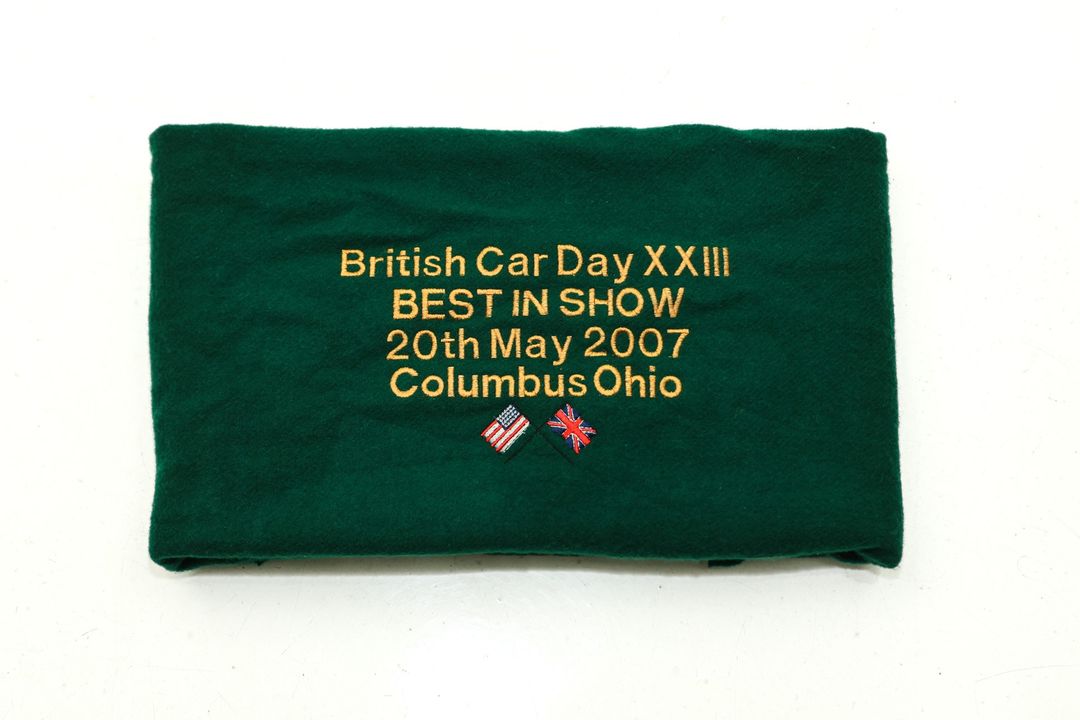 British Car Day XXIII
BEST IN SHOW
20th May 2007
Columbus Ohio